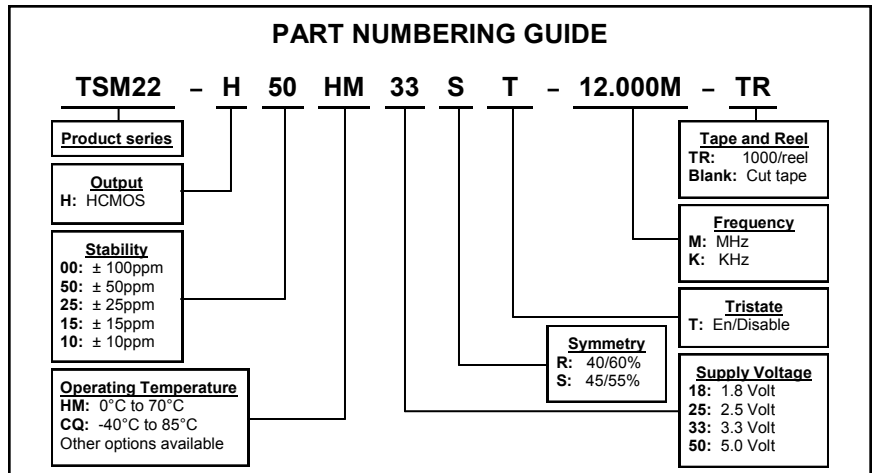 PART NUMBERING GUIDE
TSM22 – H 50 HM 33 S T – 12.000M – TR
Product series
Output
H: HCMOS
Stability
00: ± 100ppm
50: ± 50ppm
25: ± 25ppm
15: ± 15ppm
10: ± 10ppm
Operating Temperature
HM: 0°C to 70°C
CQ: -40°C to 85°C
Other options available
Symmetry
R: 40/60%
S: 45/55%
Tape and Reel
TR: 1000/reel
Blank: Cut tape
Frequency
M: MHz
K: KHz
Tristate
T: En/Disable
Supply Voltage
18: 1.8 Volt
25: 2.5 Volt
33: 3.3 Volt
50: 5.0 Volt